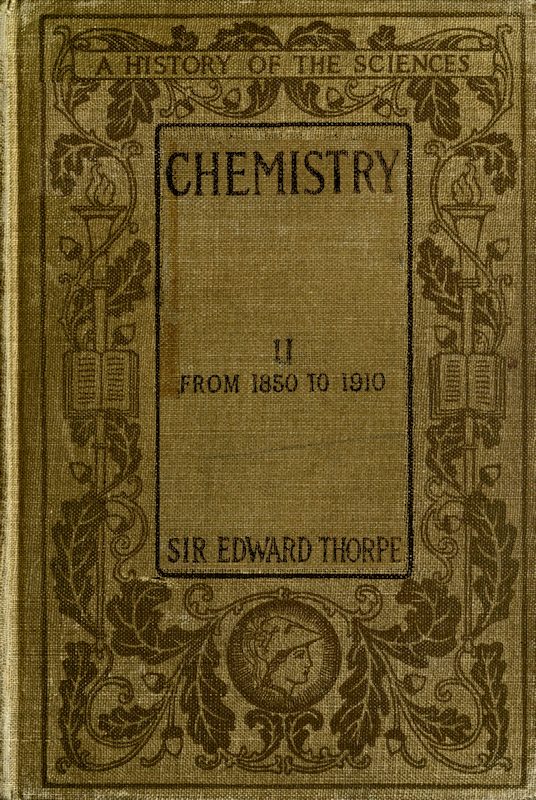 A HISTORY OF THE SCIENCES
CHEMISTRY
II
FROM 1850 TO 1910
SIR EDWARD THORPE